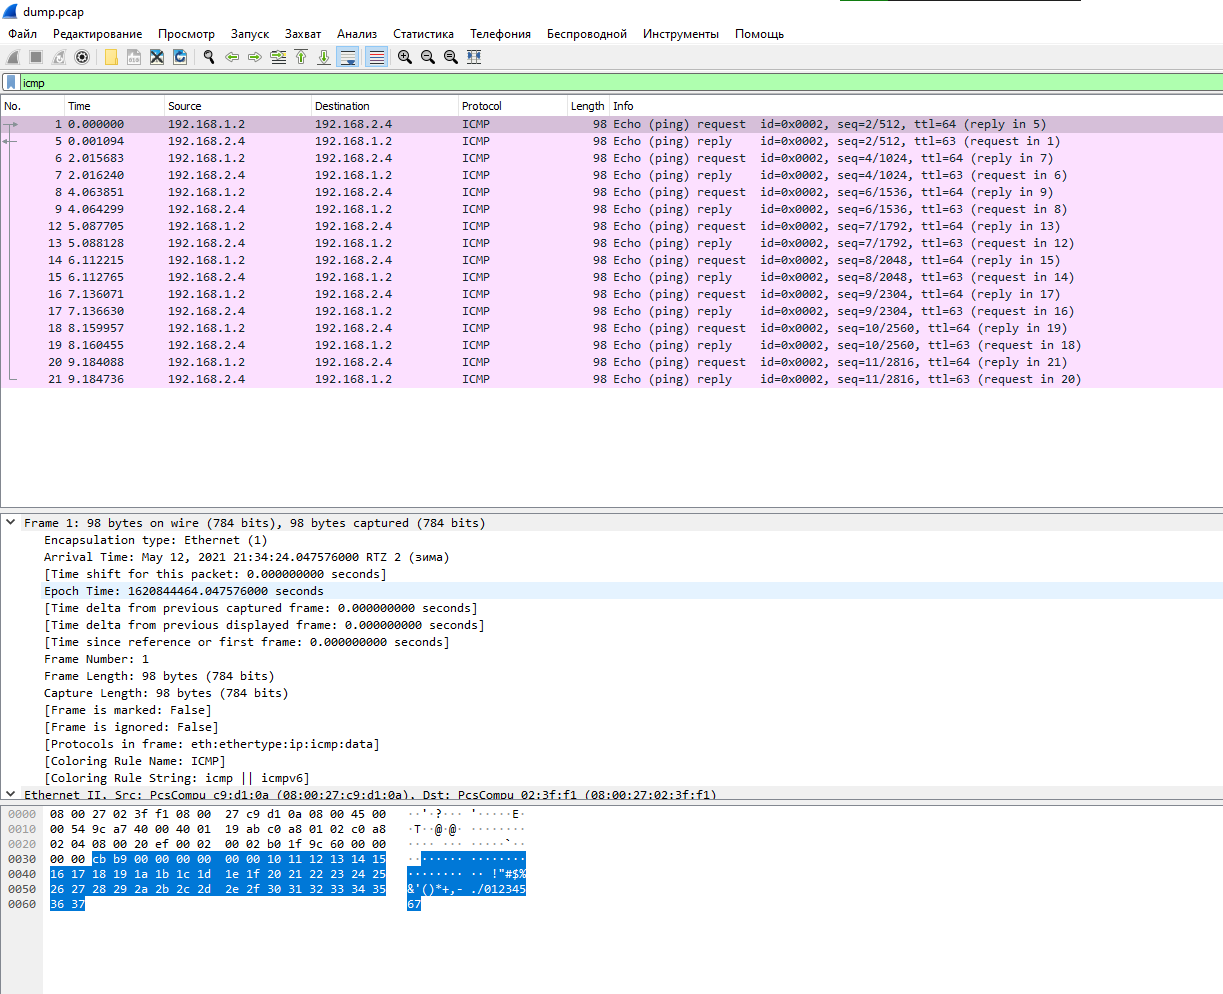 dump.pcap
Файл Редактирование Просмотр Запуск Захват Анализ Статистика Телефония Беспроводной Инструменты Помощь
icmp
No. Time Source Destination Protocol Length Info
1 0.000000 192.168.1.2 192.168.2.4 ICMP 98 Echo (ping) request id=0x0002, seq=2/512, ttl=64 (reply in 5)
5 0.001094 192.168.2.4 192.168.1.2 ICMP 98 Echo (ping) reply id=0x0002, seq=2/512, ttl=63 (request in 1)
6 2.015683 192.168.1.2 192.168.2.4 ICMP 98 Echo (ping) request id=0x0002, seq=4/1024, ttl=64 (reply in 7)
7 2.016240 192.168.2.4 192.168.1.2 ICMP 98 Echo (ping) reply id=0x0002, seq=4/1024, ttl=63 (request in 6)
8 4.063851 192.168.1.2 192.168.2.4 ICMP 98 Echo (ping) request id=0x0002, seq=6/1536, ttl=64 (reply in 9)
9 4.064299 192.168.2.4 192.168.1.2 ICMP 98 Echo (ping) reply id=0x0002, seq=6/1536, ttl=63 (request in 8)
12 5.087705 192.168.1.2 192.168.2.4 ICMP 98 Echo (ping) request id=0x0002, seq=7/1792, ttl=64 (reply in 13)
13 5.088128 192.168.2.4 192.168.1.2 ICMP 98 Echo (ping) reply id=0x0002, seq=7/1792, ttl=63 (request in 12)
14 6.112215 192.168.1.2 192.168.2.4 ICMP 98 Echo (ping) request id=0x0002, seq=8/2048, ttl=64 (reply in 15)
15 6.112765 192.168.2.4 192.168.1.2 ICMP 98 Echo (ping) reply id=0x0002, seq=8/2048, ttl=63 (request in 14)
16 7.136071 192.168.1.2 192.168.2.4 ICMP 98 Echo (ping) request id=0x0002, seq=9/2304, ttl=64 (reply in 17)
17 7.136630 192.168.2.4 192.168.1.2 ICMP 98 Echo (ping) reply id=0x0002, seq=9/2304, ttl=63 (request in 16)
18 8.159957 192.168.1.2 192.168.2.4 ICMP 98 Echo (ping) request id=0x0002, seq=10/2560, ttl=64 (reply in 19)
19 8.160455 192.168.2.4 192.168.1.2 ICMP 98 Echo (ping) reply id=0x0002, seq=10/2560, ttl=63 (request in 18)
20 9.184088 192.168.1.2 192.168.2.4 ICMP 98 Echo (ping) request id=0x0002, seq=11/2816, ttl=64 (reply in 21)
21 9.184736 192.168.2.4 192.168.1.2 ICMP 98 Echo (ping) reply id=0x0002, seq=11/2816, ttl=63 (request in 20)
Frame 1: 98 bytes on wire (784 bits), 98 bytes captured (784 bits)
Encapsulation type: Ethernet (1)
Arrival Time: May 12, 2021 21:34:24.047576000 RTZ 2 (зима)
[Time shift for this packet: 0.000000000 seconds]
Epoch Time: 1620844464.047576000 seconds
[Time delta from previous captured frame: 0.000000000 seconds]
[Time delta from previous displayed frame: 0.000000000 seconds]
[Time since reference or first frame: 0.000000000 seconds]
Frame Number: 1
Frame Length: 98 bytes (784 bits)
Capture Length: 98 bytes (784 bits)
[Frame is marked: False]
[Frame is ignored: False]
[Protocols in frame: eth:ethertype:ip:icmp:data]
[Coloring Rule Name: ICMP]
[Coloring Rule String: icmp || icmpv6]
Ethernet II, Src: PcsCompu_c9:d1:0a (08:00:27:c9:d1:0a), Dst: PcsCompu_02:3f:f1 (08:00:27:02:3f:f1)
0000 08 00 27 02 3f f1 08 00 27 c9 d1 0a 08 00 45 00 ··'·?··· '·····E·
0010 00 54 9c a7 40 00 40 01 19 ab c0 a8 01 02 c0 a8 ·T··@·@· ········
0020 02 04 08 00 20 ef 00 02 00 02 b0 1f 9c 60 00 00 ···· ··· ·····`··
0030 00 00 cb b9 00 00 00 00 00 00 10 11 12 13 14 15 ········ ········
0040 16 17 18 19 1a 1b 1c 1d 1e 1f 20 21 22 23 24 25 ········ ·· !"#$%
0050 26 27 28 29 2a 2b 2c 2d 2e 2f 30 31 32 33 34 35 &'()*+,- ./012345
0060 36 37 67